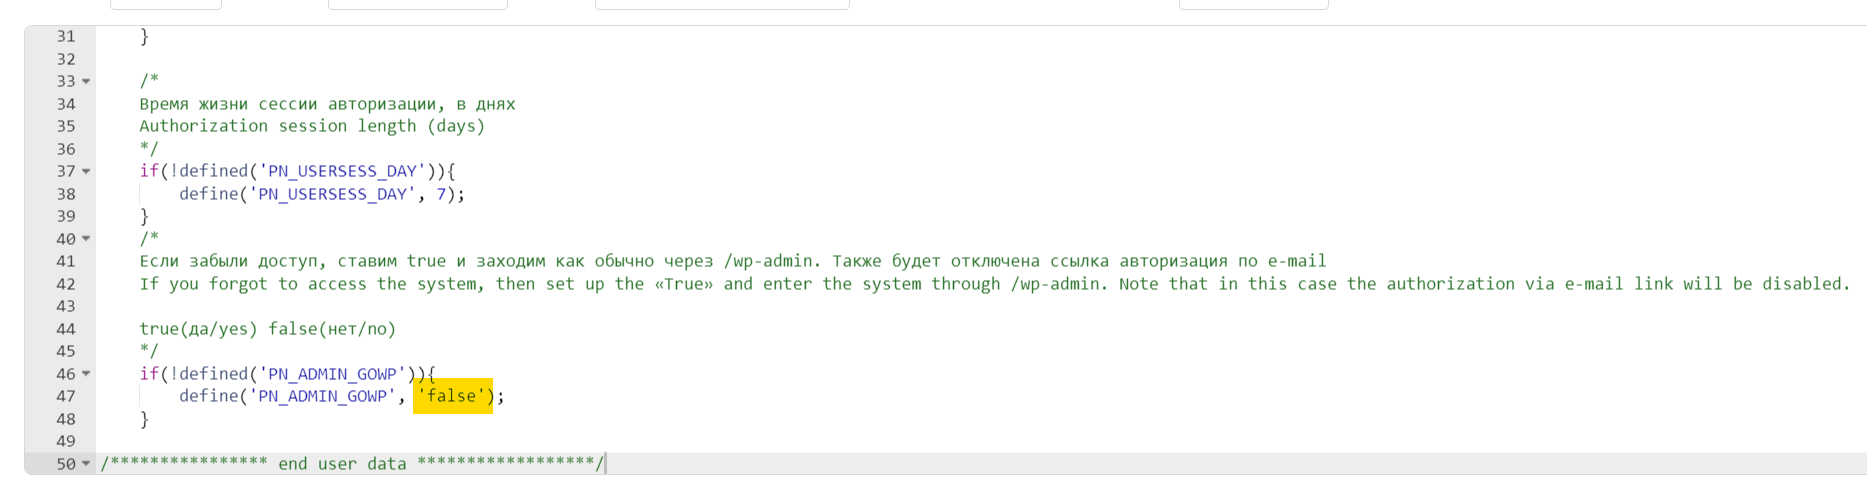 31 }
32
33 /*
34 Время жизни сессии авторизации, в днях
35 Authorization session length (days)
36 */
37 if(!defined('PN_USERSESS_DAY')){
38 define('PN_USERSESS_DAY', 7);
39 }
40 /*
41 Если забыли доступ, ставим true и заходим как обычно через /wp-admin. Также будет отключена ссылка авторизация по e-mail
42 If you forgot to access the system, then set up the «True» and enter the system through /wp-admin. Note that in this case the authorization via e-mail link will be disabled.
43
44 true(да/yes) false(нет/no)
45 */
46 if(!defined('PN_ADMIN_GOWP')){
47 define('PN_ADMIN_GOWP', 'false');
48 }
49
50 /**************** end user data ******************/